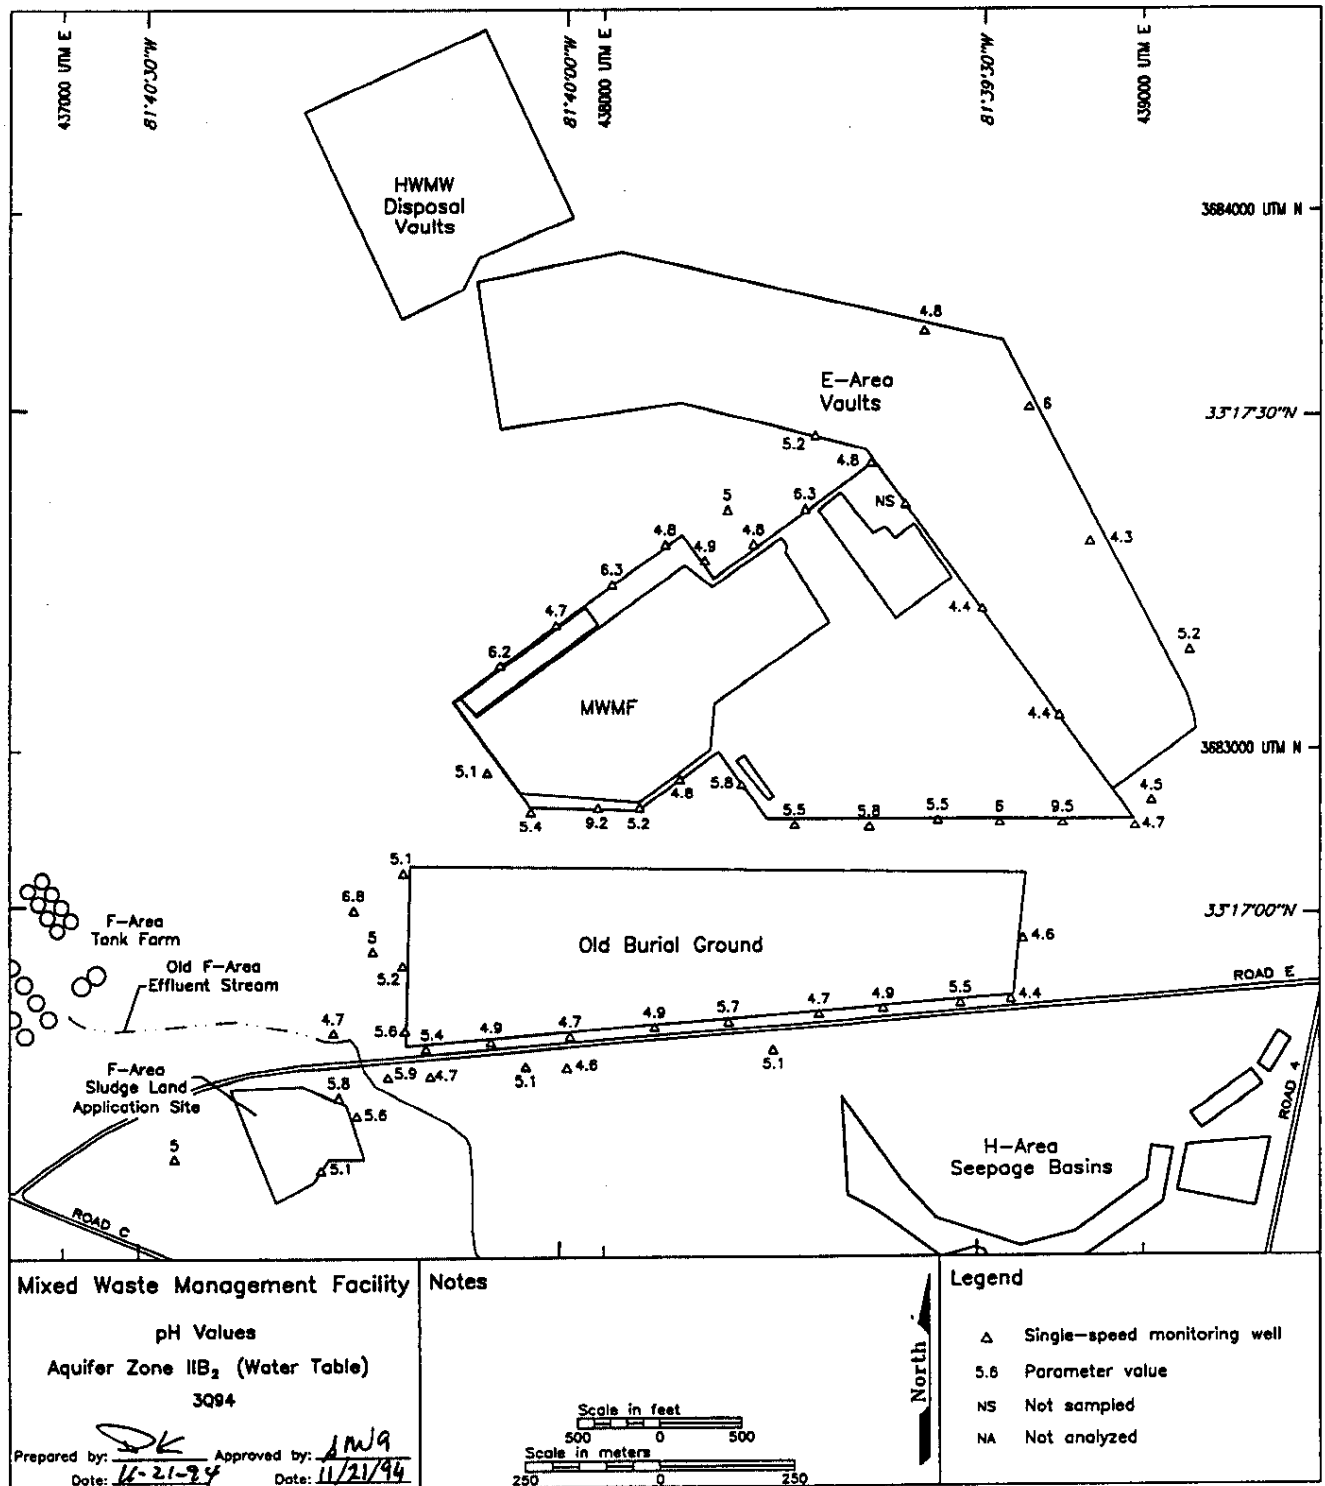 437000 UTM E
81°40'30"W
81°40'00"W
438000 UTM E
81°39'30"W
439000 UTM E
HWMW
Disposal
Vaults
3684000 UTM N
4.8
E-Area
Vaults
6
33°17'30"N
5.2
4.8
NS
5
6.3
4.8
4.8
4.9
4.3
6.3
4.7
4.4
6.2
5.2
MWMF
4.4
3683000 UTM N
5.1
4.8
5.8
4.5
5.4
9.2
5.2
5.5
5.8
5.5
6
9.5
4.7
5.1
6.8
F-Area
Tank Farm
33°17'00"N
5
Old Burial Ground
4.6
5.2
Old F-Area
Effluent Stream
ROAD E
4.7
5.6
5.4
4.9
4.7
4.9
5.7
4.7
4.9
5.5
4.4
5.9
4.7
5.1
4.6
5.1
F-Area
Sludge Land
Application Site
5.8
5.6
ROAD 4
5
5.1
H-Area
Seepage Basins
ROAD C
Mixed Waste Management Facility
pH Values
Aquifer Zone IIB₂ (Water Table)
3Q94
Prepared by: Approved by:
Date: 11-21-94 Date: 11/21/94
Notes
Scale in feet
500 0 500
Scale in meters
250 0 250
North
Legend
Single-speed monitoring well
5.6 Parameter value
NS Not sampled
NA Not analyzed